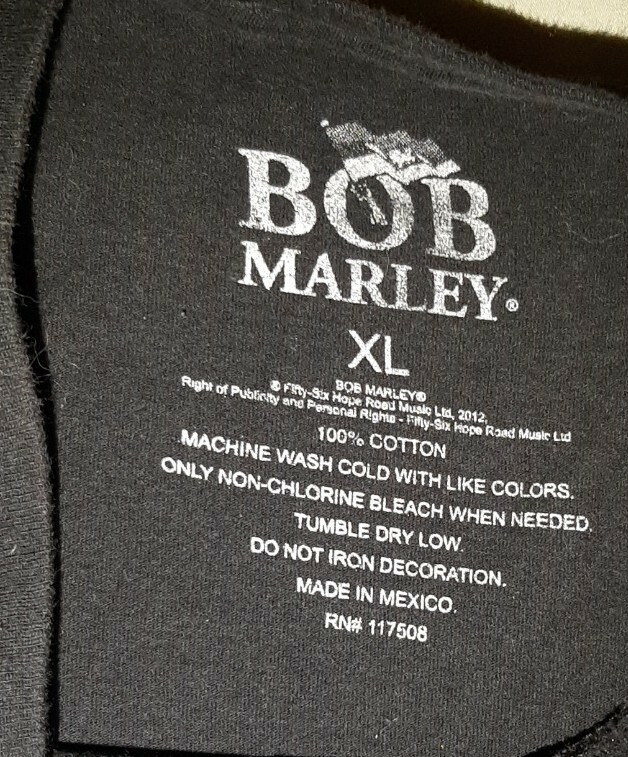 BOB
MARLEY®
XL
BOB MARLEY®
® Fifty-Six Hope Road Music Ltd, 2012,
Right of Publicity and Personal Rights - Fifty-Six Hope Road Music Ltd
100% COTTON
MACHINE WASH COLD WITH LIKE COLORS.
ONLY NON-CHLORINE BLEACH WHEN NEEDED.
TUMBLE DRY LOW.
DO NOT IRON DECORATION.
MADE IN MEXICO.
RN# 117508